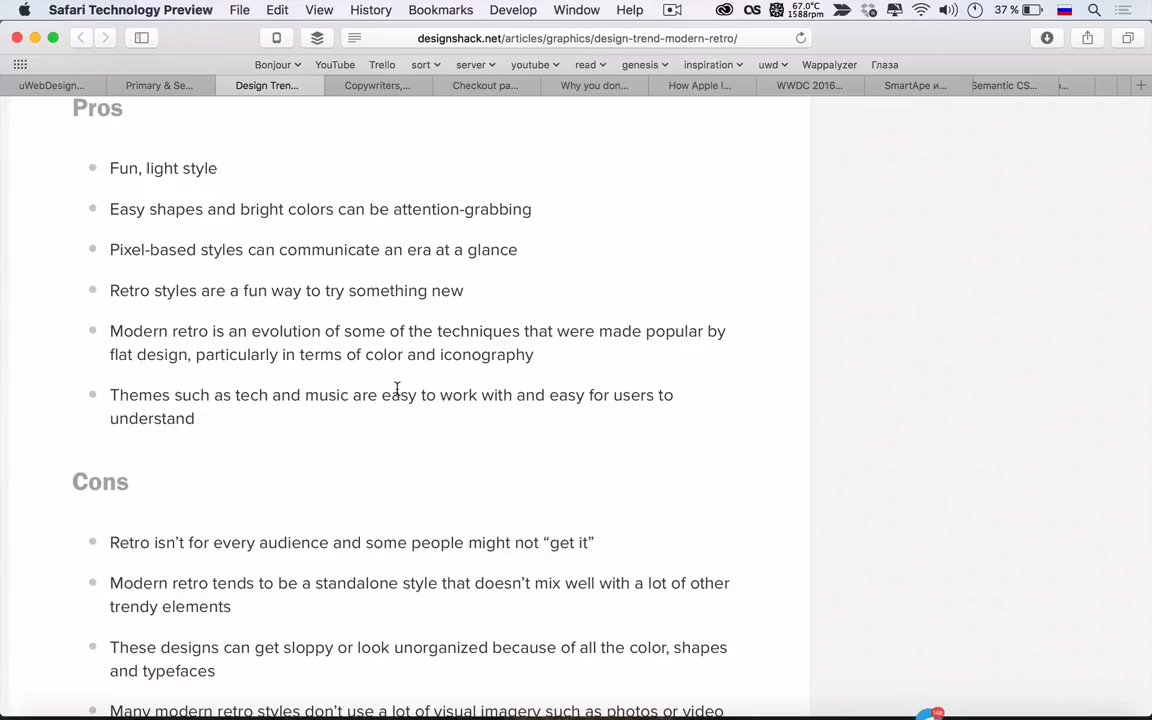 Safari Technology Preview File Edit View History Bookmarks Develop Window Help 67.0°C 1588rpm 37 %
designshack.net/articles/graphics/design-trend-modern-retro/
Bonjour YouTube Trello sort server youtube read genesis inspiration uwd Wappalyzer Глаза
uWebDesign... Primary & Se... Design Tren... Copywriters,... Checkout pa... Why you don... How Apple I... WWDC 2016... SmartApe и... Semantic CS...
Pros
Fun, light style
Easy shapes and bright colors can be attention-grabbing
Pixel-based styles can communicate an era at a glance
Retro styles are a fun way to try something new
Modern retro is an evolution of some of the techniques that were made popular by
flat design, particularly in terms of color and iconography
Themes such as tech and music are easy to work with and easy for users to
understand
Cons
Retro isn’t for every audience and some people might not “get it”
Modern retro tends to be a standalone style that doesn’t mix well with a lot of other
trendy elements
These designs can get sloppy or look unorganized because of all the color, shapes
and typefaces
Many modern retro styles don’t use a lot of visual imagery such as photos or video